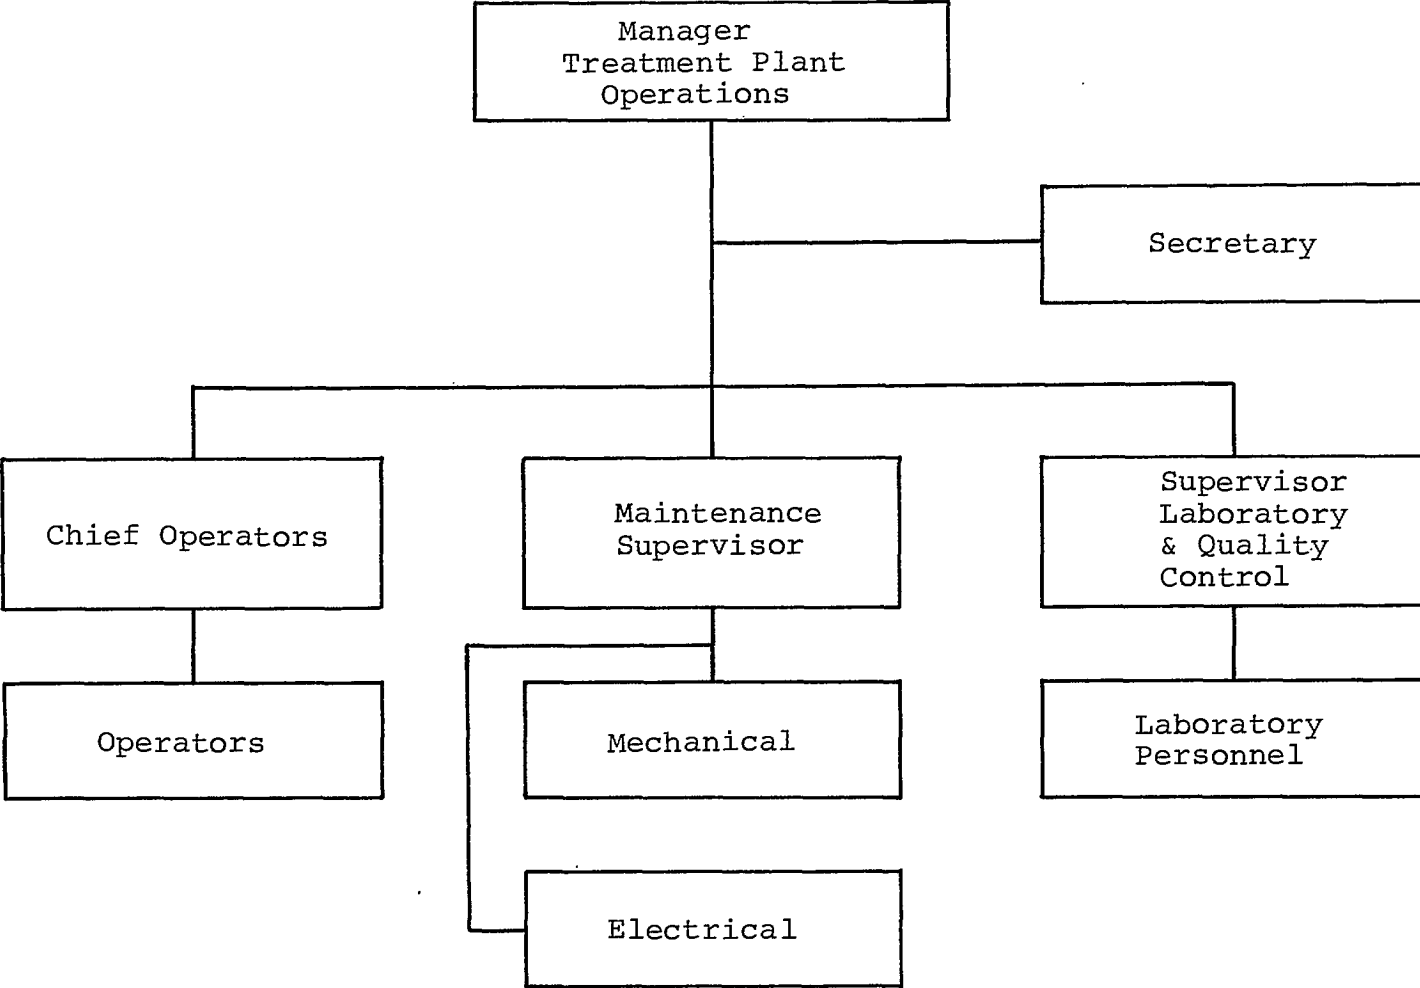 Manager
Treatment Plant
Operations
Secretary
Chief Operators
Maintenance
Supervisor
Supervisor
Laboratory
& Quality
Control
Operators
Mechanical
Laboratory
Personnel
Electrical